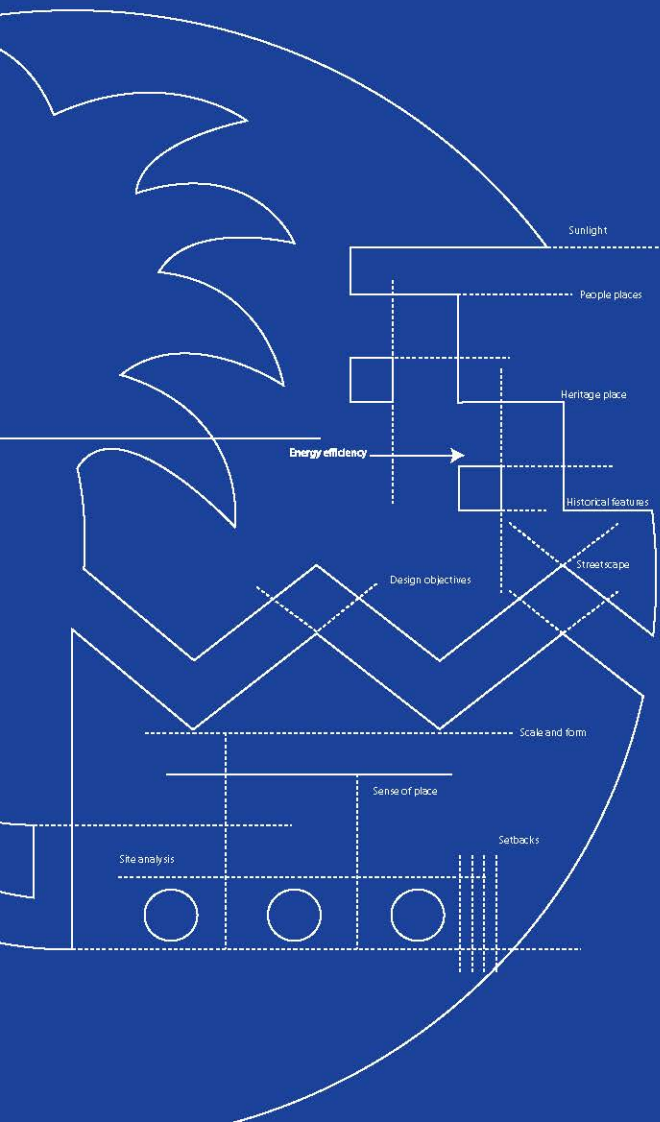 Sunlight
People places
Heritage place
Energy efficiency
Historical features
Streetscape
Design objectives
Scale and form
Sense of place
Setbacks
Site analysis